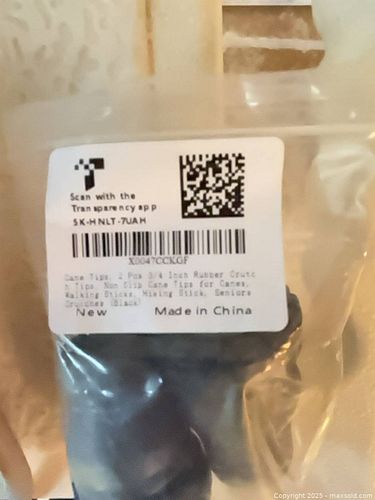 Scan with the
Transparency app
SK-HNLT-7UAH
X0047CCKGF
Cane Tips, 2 Pcs 3/4 Inch Rubber Crutc
h Tips, Non Slip Cane Tips for Canes,
Walking Sticks, Hiking Stick, Seniors
Crutches (Black)
New
Made in China
Copyright 2025 - maxsold.com